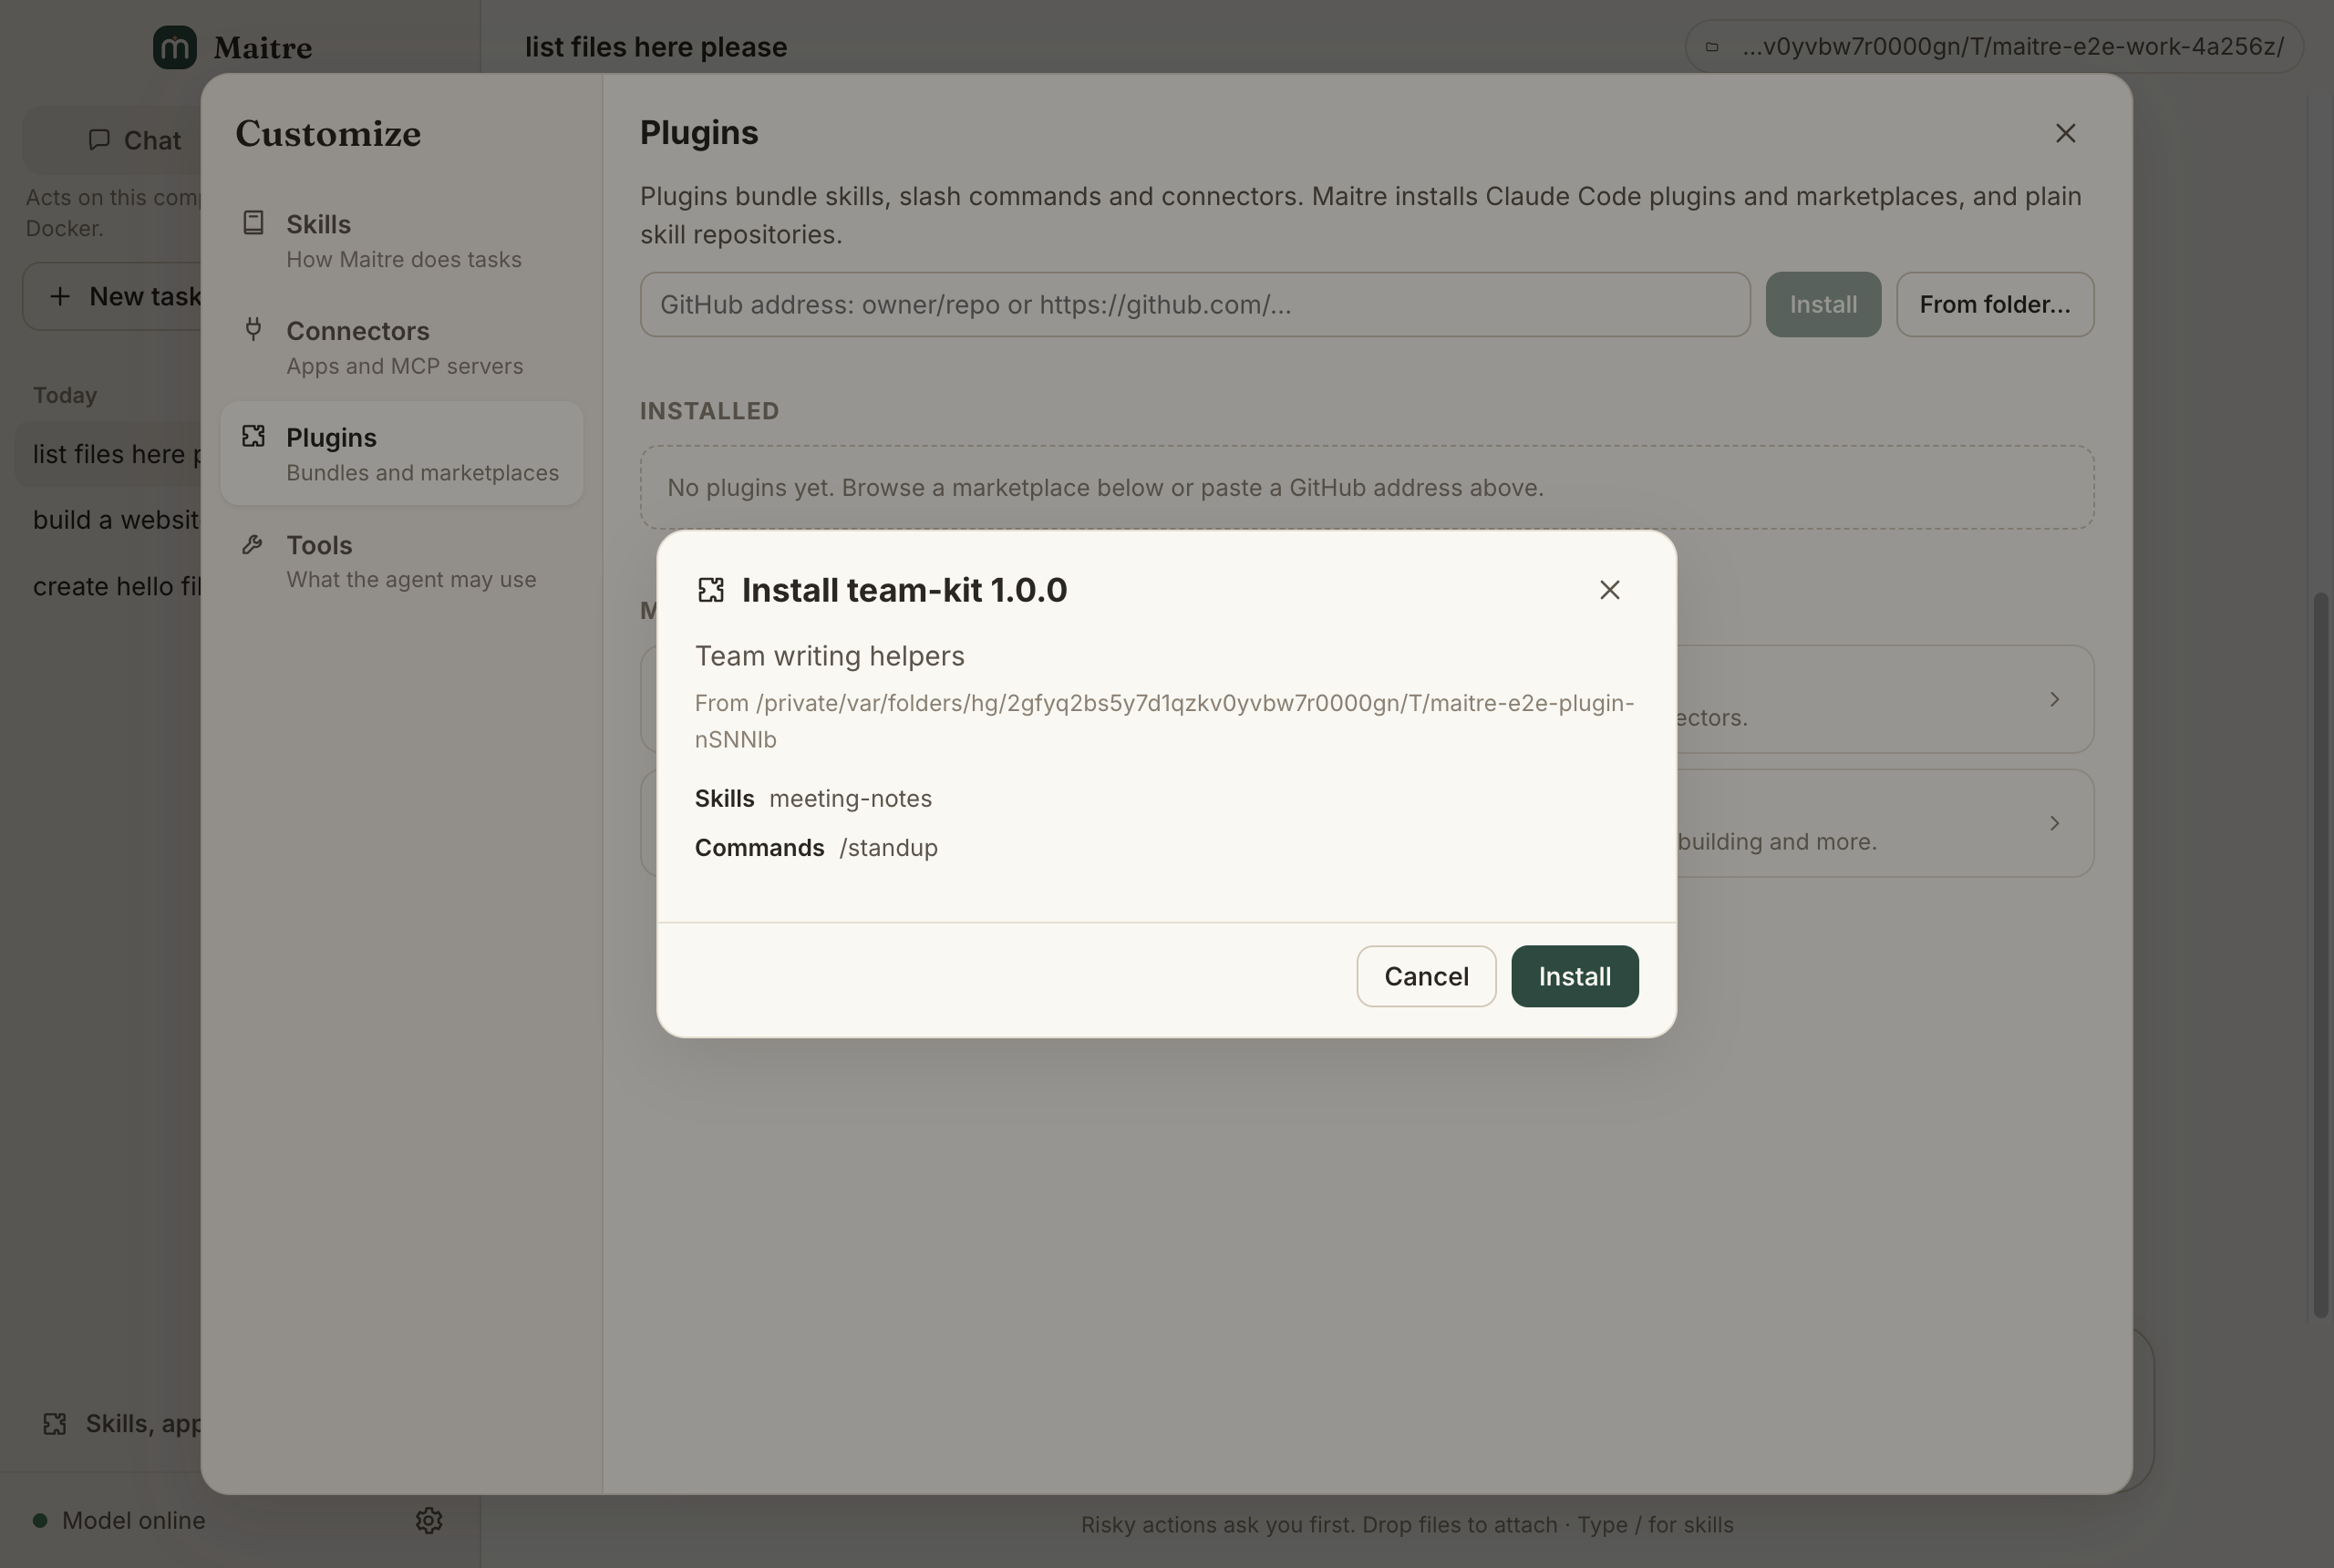 Maitre
list files here please
...v0yvbw7r0000gn/T/maitre-e2e-work-4a256z/
Chat
Acts on this com
Docker.
New task
Today
list files here p
build a websit
create hello fil
Skills, app
Model online
Customize
Skills
How Maitre does tasks
Connectors
Apps and MCP servers
Plugins
Bundles and marketplaces
Tools
What the agent may use
Plugins
Plugins bundle skills, slash commands and connectors. Maitre installs Claude Code plugins and marketplaces, and plain
skill repositories.
GitHub address: owner/repo or https://github.com/...
Install
From folder...
INSTALLED
No plugins yet. Browse a marketplace below or paste a GitHub address above.
ectors.
building and more.
Install team-kit 1.0.0
Team writing helpers
From /private/var/folders/hg/2gfyq2bs5y7d1qzkv0yvbw7r0000gn/T/maitre-e2e-plugin-
Skills meeting-notes
Commands /standup
Cancel
Install
Risky actions ask you first. Drop files to attach · Type / for skills